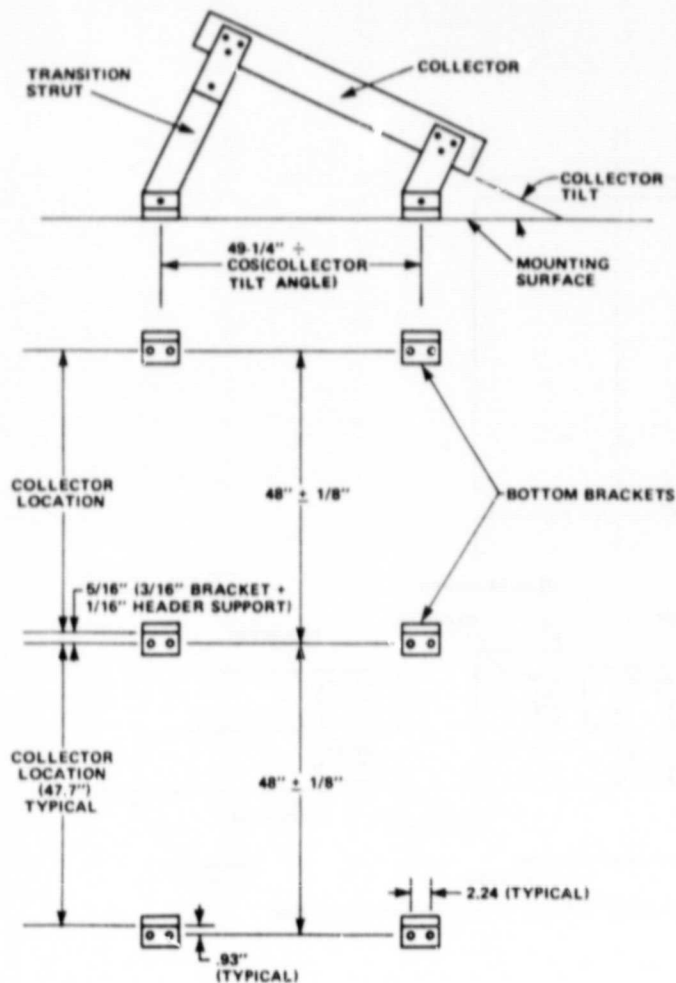 TRANSITION
STRUT
COLLECTOR
COLLECTOR
TILT
49-1/4" ÷
COS(COLLECTOR
TILT ANGLE)
MOUNTING
SURFACE
COLLECTOR
LOCATION
48" ± 1/8"
BOTTOM BRACKETS
5/16" (3/16" BRACKET +
1/16" HEADER SUPPORT)
COLLECTOR
LOCATION
(47.7")
TYPICAL
48" ± 1/8"
2.24 (TYPICAL)
.93"
(TYPICAL)